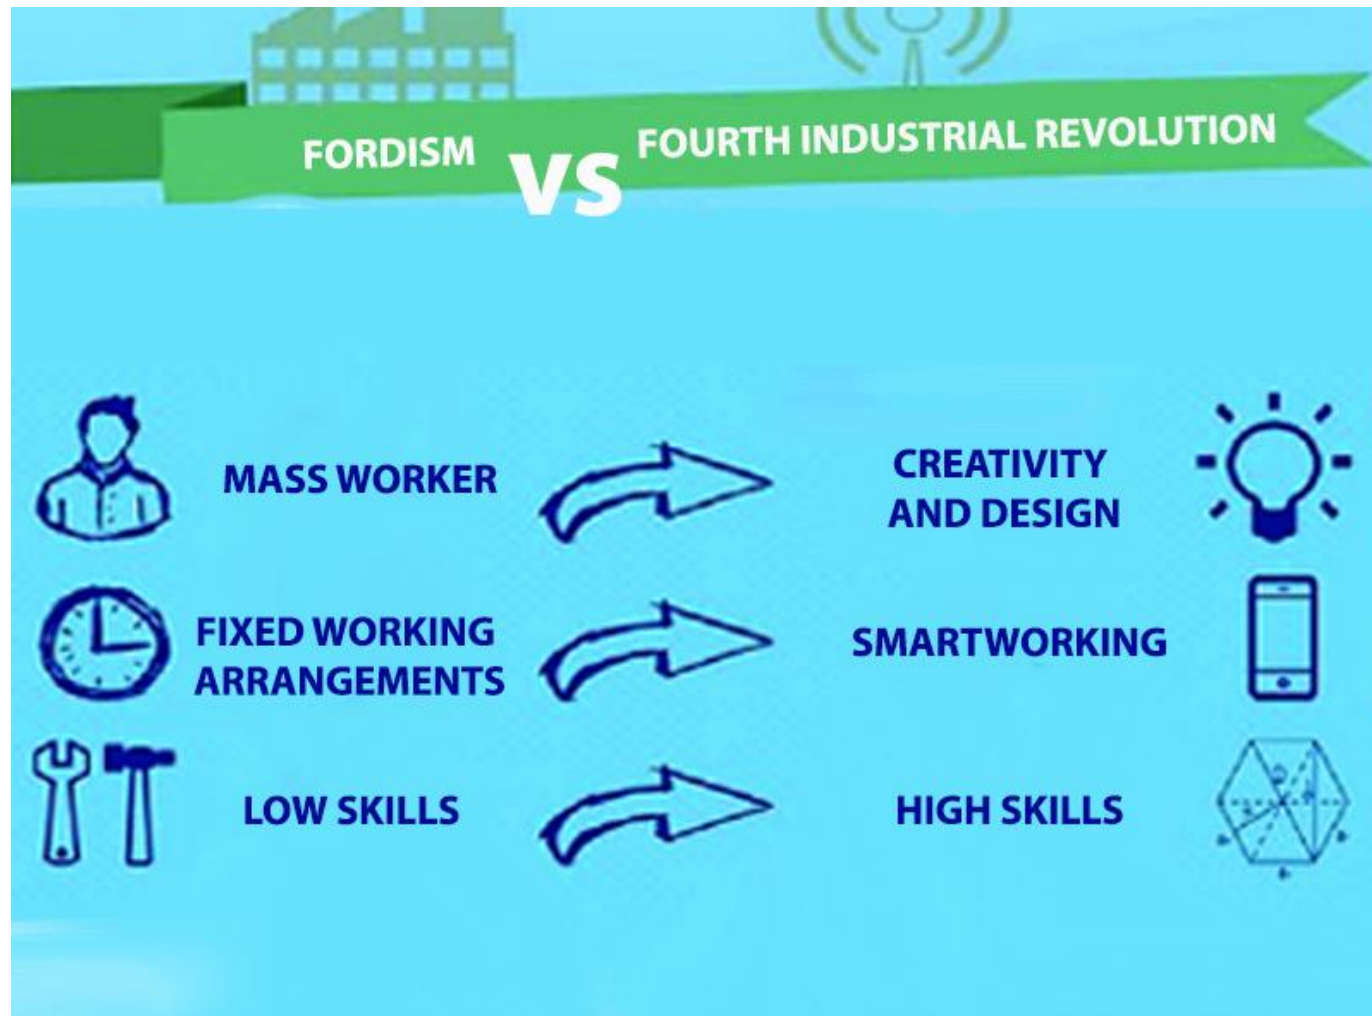 FORDISM VS FOURTH INDUSTRIAL REVOLUTION
MASS WORKER
CREATIVITY
AND DESIGN
FIXED WORKING
ARRANGEMENTS
SMARTWORKING
LOW SKILLS
HIGH SKILLS